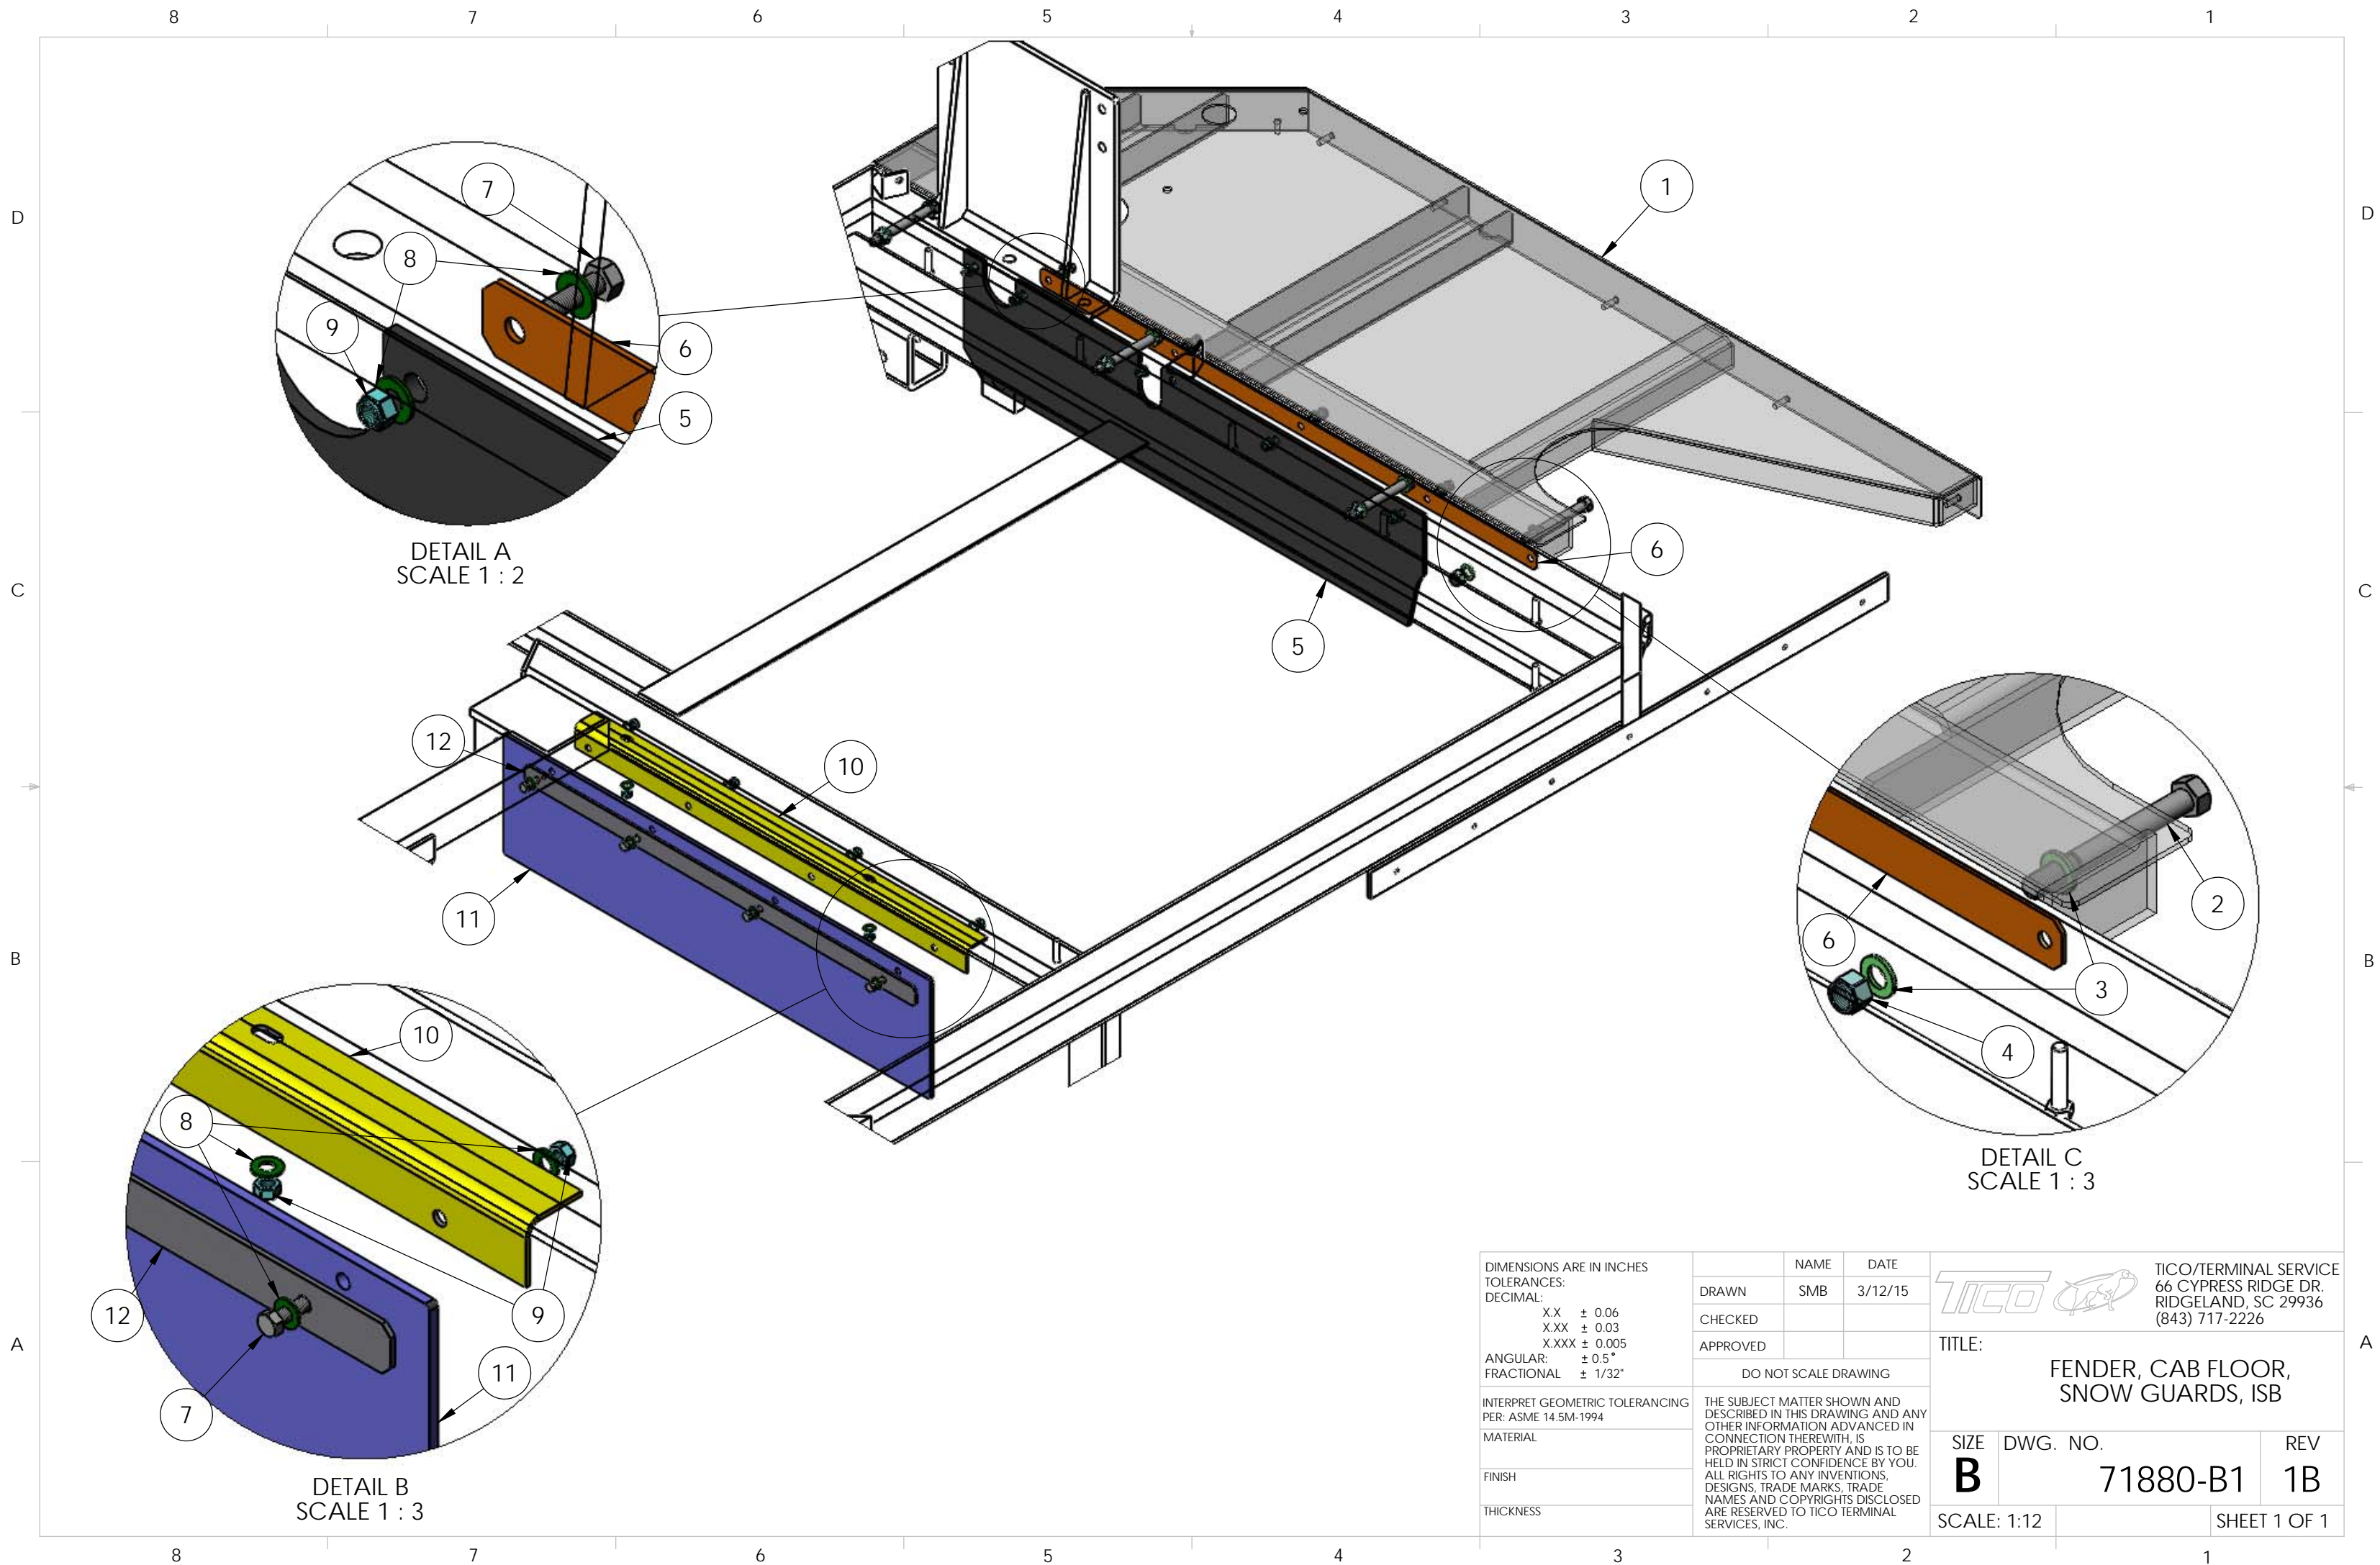 8 7 6 5 4 3 2 1
D D
C C
B B
A A
7
8
9
6
5
DETAIL A
SCALE 1 : 2
1
6
5
12
10
11
2
6
3
4
DETAIL C
SCALE 1 : 3
10
8
12
9
7
11
DETAIL B
SCALE 1 : 3
DIMENSIONS ARE IN INCHES
TOLERANCES:
DECIMAL:
X.X ± 0.06
X.XX ± 0.03
X.XXX ± 0.005
ANGULAR: ± 0.5°
FRACTIONAL ± 1/32"
INTERPRET GEOMETRIC TOLERANCING
PER: ASME 14.5M-1994
MATERIAL
FINISH
THICKNESS
NAME DATE
DRAWN SMB 3/12/15
CHECKED
APPROVED
DO NOT SCALE DRAWING
THE SUBJECT MATTER SHOWN AND
DESCRIBED IN THIS DRAWING AND ANY
OTHER INFORMATION ADVANCED IN
CONNECTION THEREWITH, IS
PROPRIETARY PROPERTY AND IS TO BE
HELD IN STRICT CONFIDENCE BY YOU.
ALL RIGHTS TO ANY INVENTIONS,
DESIGNS, TRADE MARKS, TRADE
NAMES AND COPYRIGHTS DISCLOSED
ARE RESERVED TO TICO TERMINAL
SERVICES, INC.
TICO
TICO/TERMINAL SERVICE
66 CYPRESS RIDGE DR.
RIDGELAND, SC 29936
(843) 717-2226
TITLE:
FENDER, CAB FLOOR,
SNOW GUARDS, ISB
SIZE DWG. NO. REV
B 71880-B1 1B
SCALE: 1:12 SHEET 1 OF 1
8 7 6 5 4 3 2 1